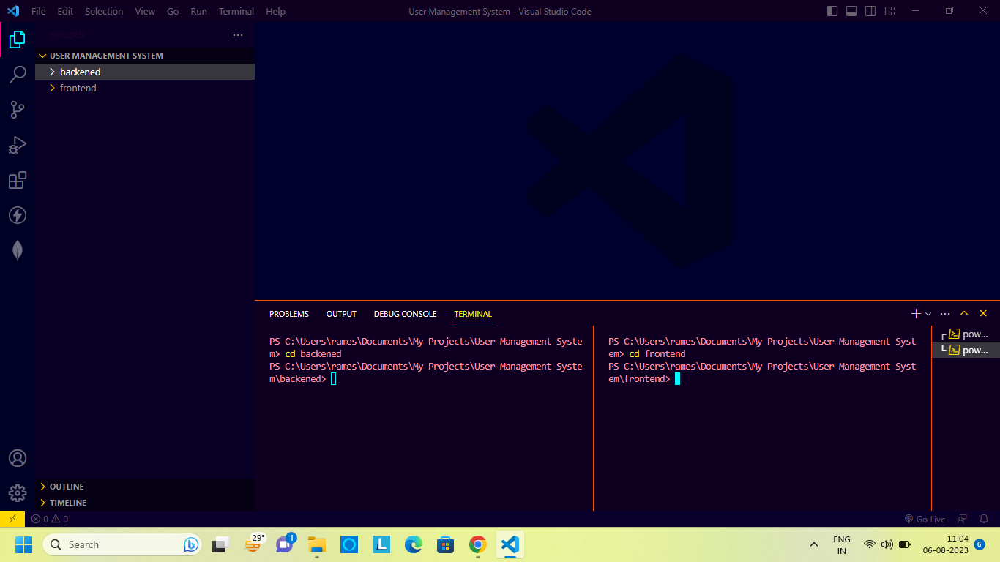 File Edit Selection View Go Run Terminal Help
User Management System - Visual Studio Code
EXPLORER
USER MANAGEMENT SYSTEM
backened
frontend
OUTLINE
TIMELINE
PROBLEMS OUTPUT DEBUG CONSOLE TERMINAL
PS C:\Users\rames\Documents\My Projects\User Management Syste
m> cd backened
PS C:\Users\rames\Documents\My Projects\User Management Syste
m\backened>
PS C:\Users\rames\Documents\My Projects\User Management Syst
em> cd frontend
PS C:\Users\rames\Documents\My Projects\User Management Syst
em\frontend>
pow...
pow...
0 0
Go Live
Search
29°
1
L
ENG
IN
11:04
06-08-2023
6